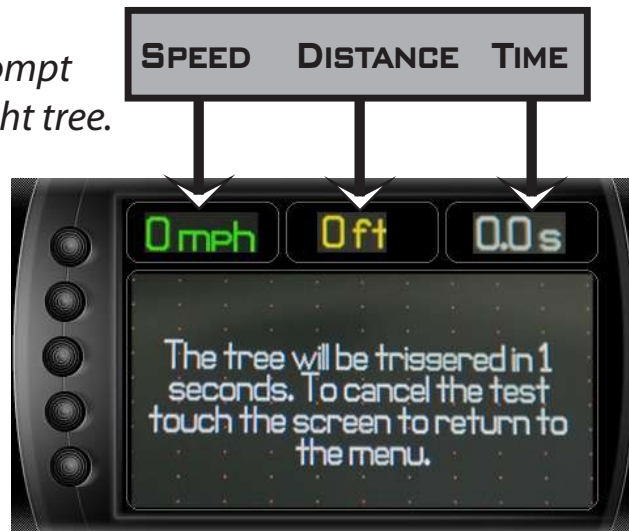 ompt
ht tree.
SPEED DISTANCE TIME
0 mph 0 ft 0.0 s
The tree will be triggered in 1
seconds. To cancel the test
touch the screen to return to
the menu.